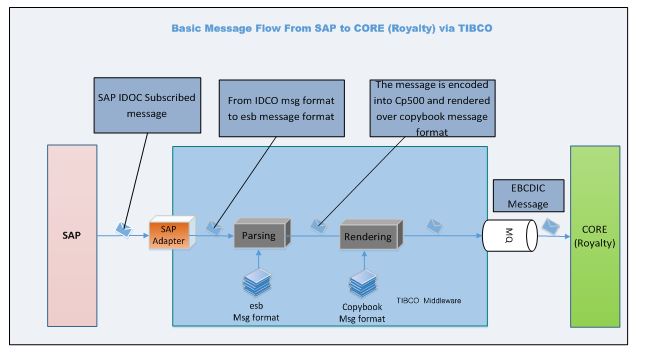 Basic Message Flow From SAP to CORE (Royalty) via TIBCO
SAP IDOC Subscribed
message
From IDCO msg format
to esb message format
The message is encoded
into Cp500 and rendered
over copybook message
format
EBCDIC
Message
SAP
SAP
Adapter
Parsing
Rendering
MQ
CORE
(Royalty)
esb
Msg format
Copybook
Msg format
TIBCO Middleware